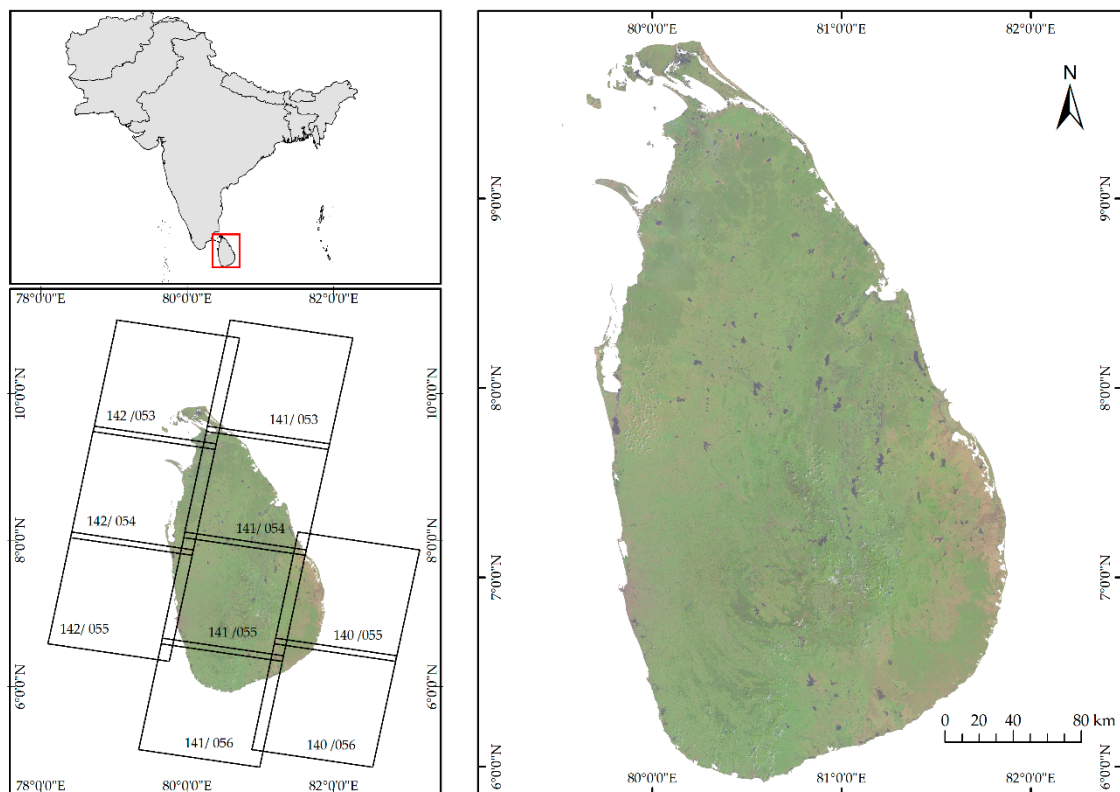 78°0'0"E
80°0'0"E
82°0'0"E
10°0'0"N
8°0'0"N
6°0'0"N
142 /053
141 /053
142/ 054
141/ 054
142/ 055
141 /055
140 /055
141/ 056
140 /056
10°0'0"N
8°0'0"N
6°0'0"N
78°0'0"E
80°0'0"E
82°0'0"E
80°0'0"E
81°0'0"E
82°0'0"E
N
9°0'0"N
8°0'0"N
7°0'0"N
6°0'0"N
9°0'0"N
8°0'0"N
7°0'0"N
6°0'0"N
0 20 40 80 km
80°0'0"E
81°0'0"E
82°0'0"E